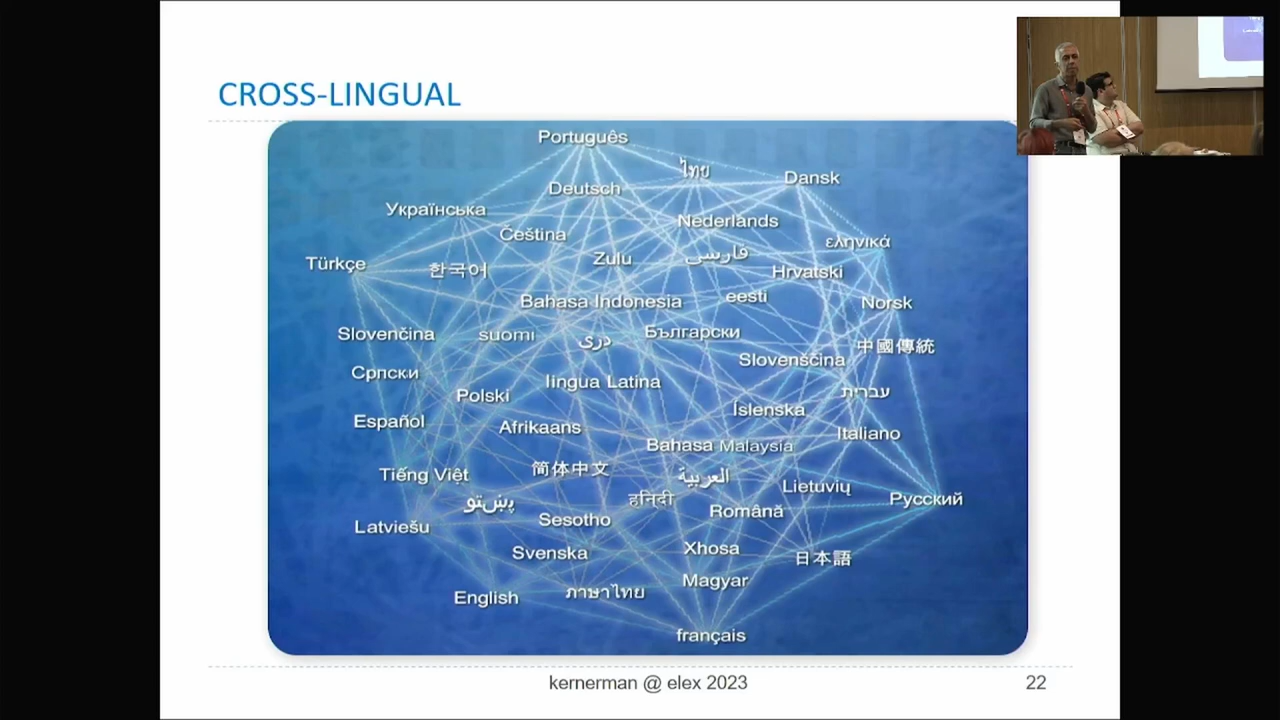 CROSS-LINGUAL
Português
ไทย
Dansk
Deutsch
Українська
Nederlands
Čeština
ελληνικά
فارسی
Zulu
Türkçe
한국어
Hrvatski
Bahasa Indonesia
eesti
Norsk
Slovenčina
suomi
دری
Български
中國傳統
Slovenščina
Српски
lingua Latina
עברית
Polski
Íslenska
Español
Afrikaans
Italiano
Bahasa Malaysia
Tiếng Việt
简体中文
العربية
Lietuvių
پښتو
हनिदी
Русский
Latviešu
Sesotho
Română
Svenska
Xhosa
日本語
Magyar
English
ภาษาไทย
français
kernerman @ elex 2023
22